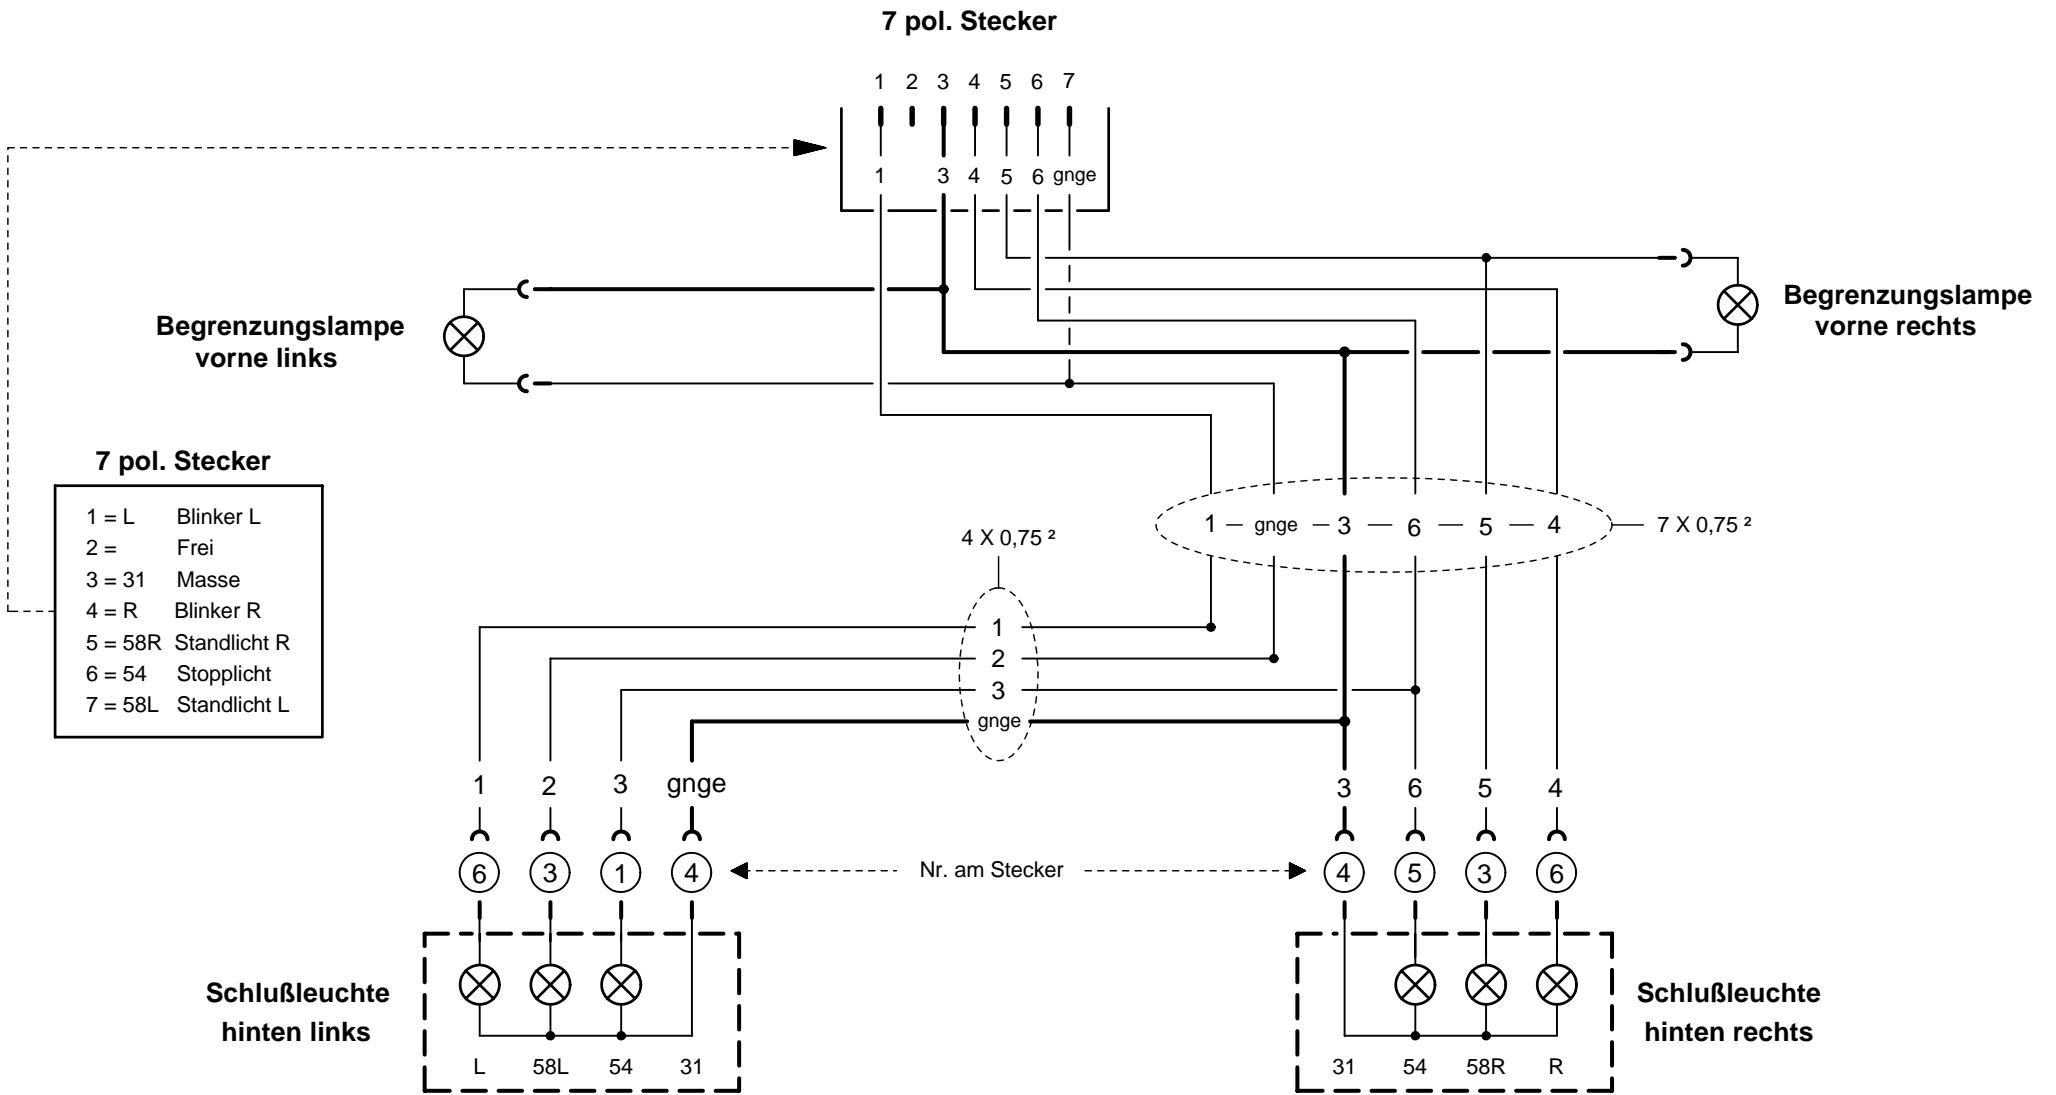 7 pol. Stecker
1 2 3 4 5 6 7
1 3 4 5 6 gnge
Begrenzungslampe
vorne links
Begrenzungslampe
vorne rechts
7 pol. Stecker
1 = L Blinker L
2 = Frei
3 = 31 Masse
4 = R Blinker R
5 = 58R Standlicht R
6 = 54 Stopplicht
7 = 58L Standlicht L
1 gnge 3 6 5 4 7 X 0,75 ²
4 X 0,75 ²
1
2
3
gnge
1 2 3 gnge
3 6 5 4
6 3 1 4
Nr. am Stecker
4 5 3 6
Schlußleuchte
hinten links
L 58L 54 31
31 54 58R R
Schlußleuchte
hinten rechts